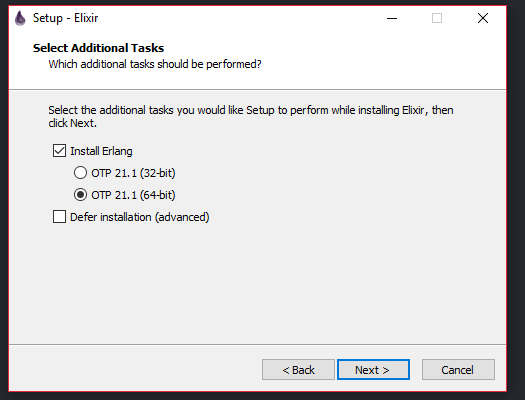 Setup - Elixir
Select Additional Tasks
Which additional tasks should be performed?
Select the additional tasks you would like Setup to perform while installing Elixir, then
click Next.
Install Erlang
OTP 21.1 (32-bit)
OTP 21.1 (64-bit)
Defer installation (advanced)
< Back Next > Cancel